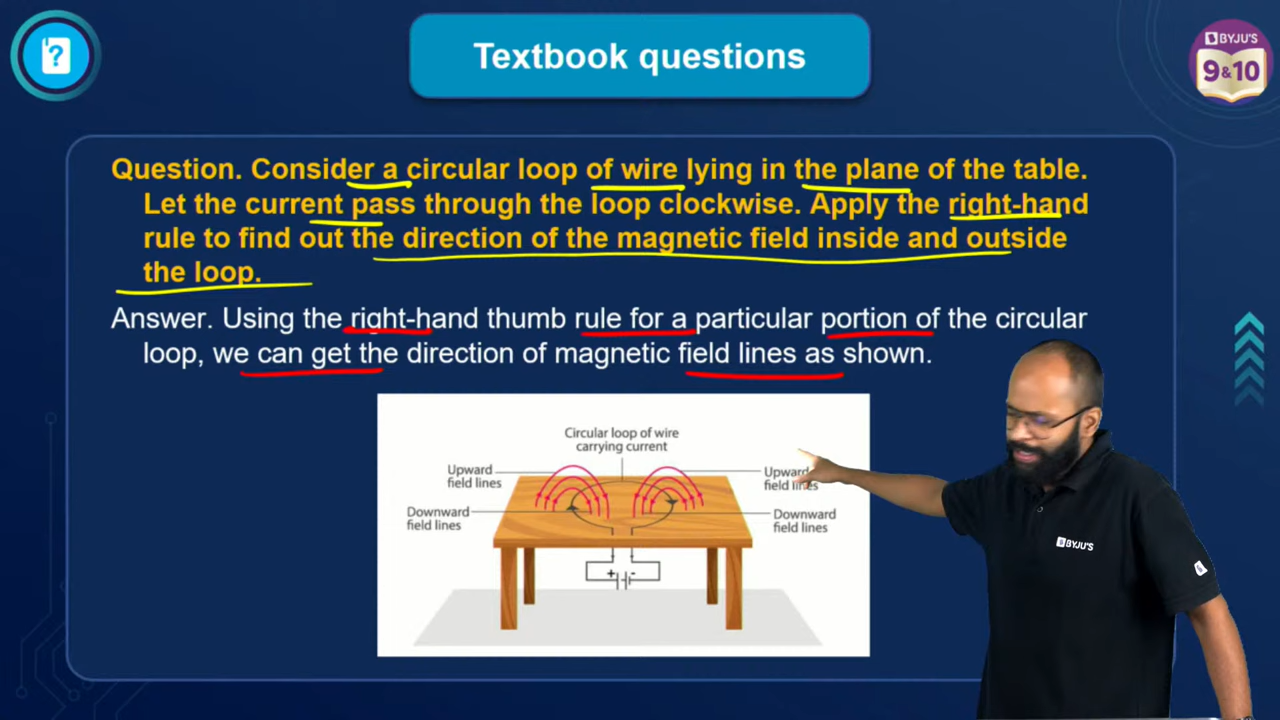 ?
Textbook questions
BYJU'S
9&10
Question. Consider a circular loop of wire lying in the plane of the table.
Let the current pass through the loop clockwise. Apply the right-hand
rule to find out the direction of the magnetic field inside and outside
the loop.
Answer. Using the right-hand thumb rule for a particular portion of the circular
loop, we can get the direction of magnetic field lines as shown.
Circular loop of wire
carrying current
Upward
field lines
Upward
field lines
Downward
field lines
Downward
field lines
+ -
BYJU'S